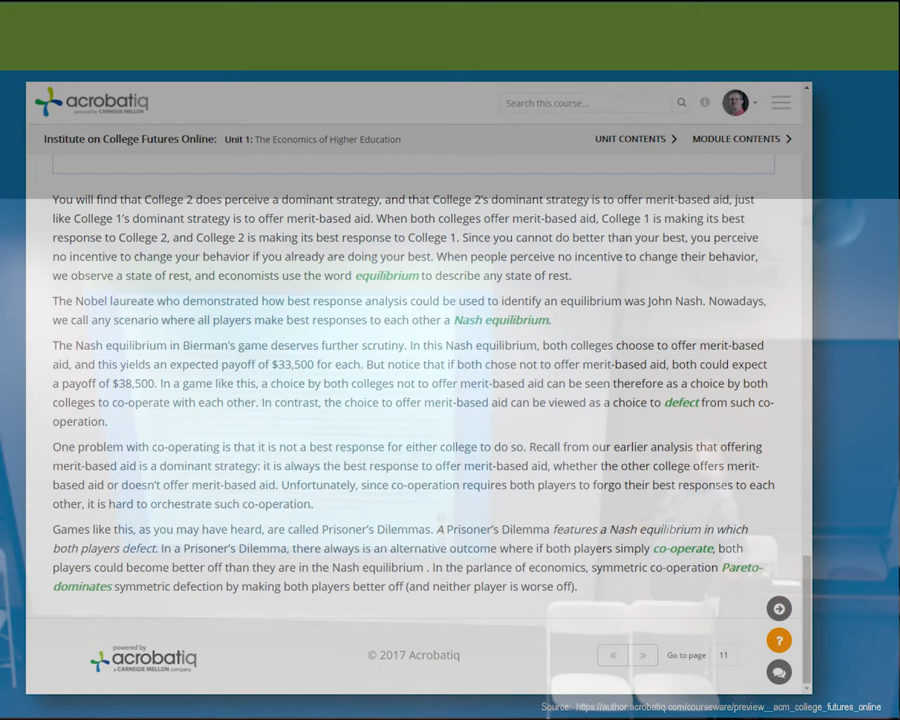 acrobatiq
powered by CARNEGIE MELLON
Search this course...
Institute on College Futures Online: Unit 1: The Economics of Higher Education
UNIT CONTENTS
MODULE CONTENTS
You will find that College 2 does perceive a dominant strategy, and that College 2's dominant strategy is to offer merit-based aid, just
like College 1's dominant strategy is to offer merit-based aid. When both colleges offer merit-based aid, College 1 is making its best
response to College 2, and College 2 is making its best response to College 1. Since you cannot do better than your best, you perceive
no incentive to change your behavior if you already are doing your best. When people perceive no incentive to change their behavior,
we observe a state of rest, and economists use the word equilibrium to describe any state of rest.
The Nobel laureate who demonstrated how best response analysis could be used to identify an equilibrium was John Nash. Nowadays,
we call any scenario where all players make best responses to each other a Nash equilibrium.
The Nash equilibrium in Bierman's game deserves further scrutiny. In this Nash equilibrium, both colleges choose to offer merit-based
aid, and this yields an expected payoff of $33,500 for each. But notice that if both chose not to offer merit-based aid, both could expect
a payoff of $38,500. In a game like this, a choice by both colleges not to offer merit-based aid can be seen therefore as a choice by both
colleges to co-operate with each other. In contrast, the choice to offer merit-based aid can be viewed as a choice to defect from such co-
operation.
One problem with co-operating is that it is not a best response for either college to do so. Recall from our earlier analysis that offering
merit-based aid is a dominant strategy: it is always the best response to offer merit-based aid, whether the other college offers merit-
based aid or doesn't offer merit-based aid. Unfortunately, since co-operation requires both players to forgo their best responses to each
other, it is hard to orchestrate such co-operation.
Games like this, as you may have heard, are called Prisoner's Dilemmas. A Prisoner's Dilemma features a Nash equilibrium in which
both players defect. In a Prisoner's Dilemma, there always is an alternative outcome where if both players simply co-operate, both
players could become better off than they are in the Nash equilibrium . In the parlance of economics, symmetric co-operation Pareto-
dominates symmetric defection by making both players better off (and neither player is worse off).
powered by
acrobatiq
a CARNEGIE MELLON company
© 2017 Acrobatiq
« » Go to page 11
?
Source: https://author.acrobatiq.com/courseware/preview__acm_college_futures_online